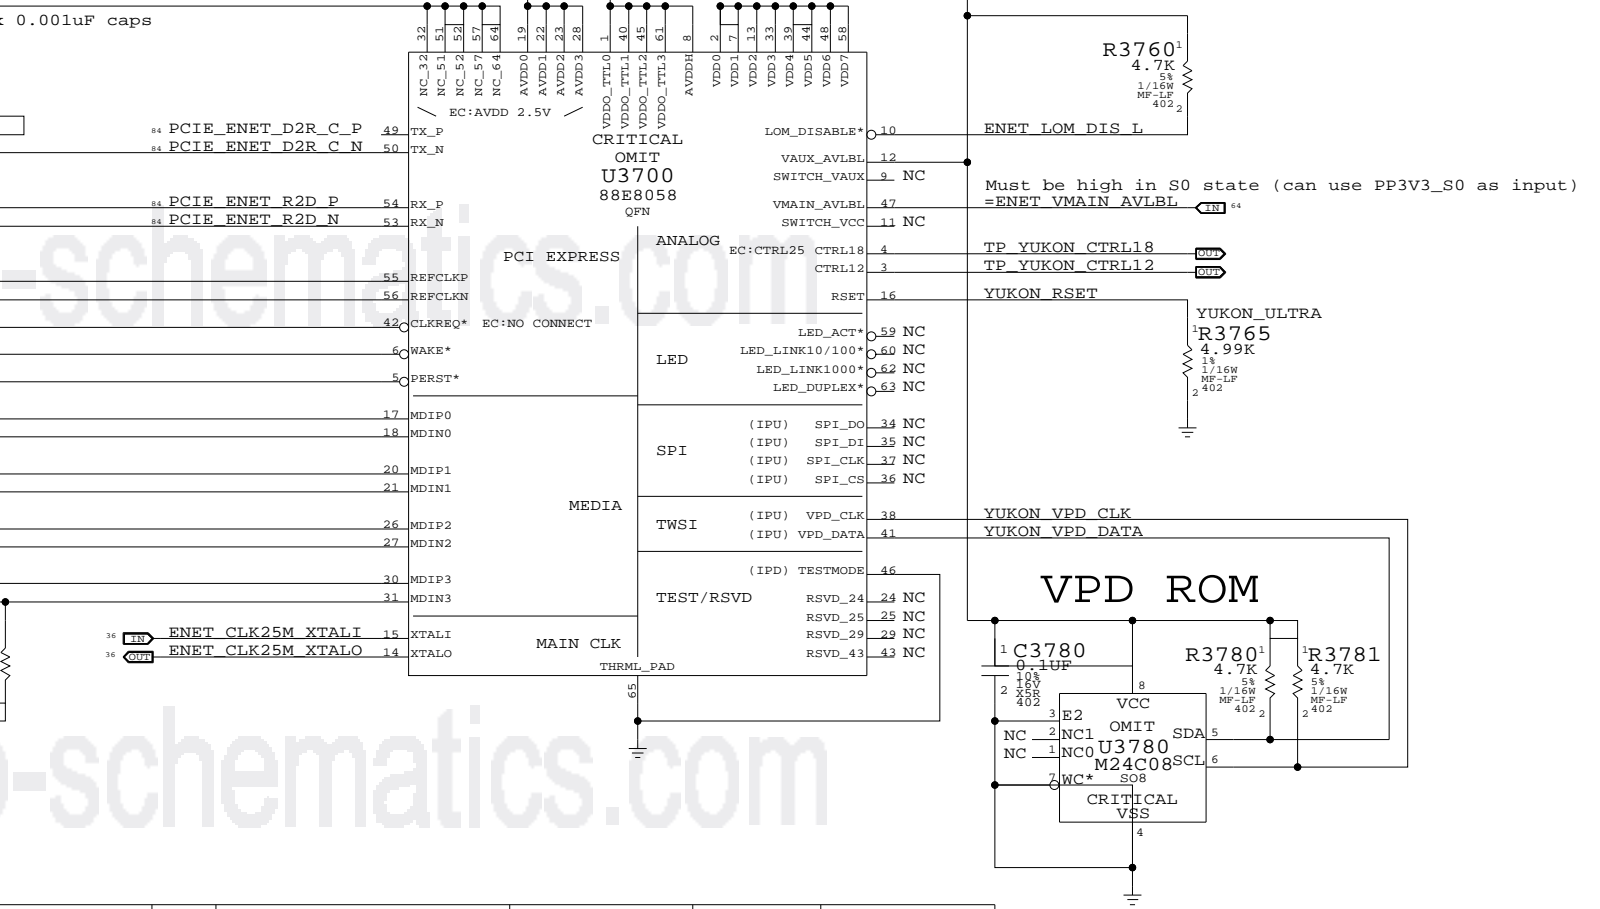 x 0.001uF caps
32 51 52 57 64 19 22 23 28 1 40 45 61 8 2 7 13 33 39 44 48 58
NC_32 NC_51 NC_52 NC_57 NC_64 AVDD0 AVDD1 AVDD2 AVDD3 VDDO_TTL0 VDDO_TTL1 VDDO_TTL2 VDDO_TTL3 AVDDH VDD0 VDD1 VDD2 VDD3 VDD4 VDD5 VDD6 VDD7
EC:AVDD 2.5V
CRITICAL
OMIT
U3700
88E8058
QFN
84 PCIE_ENET_D2R_C_P 49 TX_P
84 PCIE_ENET_D2R_C_N 50 TX_N
84 PCIE_ENET_R2D_P 54 RX_P
84 PCIE_ENET_R2D_N 53 RX_N
PCI EXPRESS
55 REFCLKP
56 REFCLKN
42 CLKREQ* EC:NO CONNECT
6 WAKE*
5 PERST*
17 MDIP0
18 MDIN0
20 MDIP1
21 MDIN1
MEDIA
26 MDIP2
27 MDIN2
30 MDIP3
31 MDIN3
36 IN ENET_CLK25M_XTALI 15 XTALI
36 OUT ENET_CLK25M_XTALO 14 XTALO
MAIN CLK
THRML_PAD
65
LOM_DISABLE* 10 ENET_LOM_DIS_L
VAUX_AVLBL 12
SWITCH_VAUX 9 NC
Must be high in S0 state (can use PP3V3_S0 as input)
VMAIN_AVLBL 47 =ENET_VMAIN_AVLBL IN 64
SWITCH_VCC 11 NC
ANALOG
EC:CTRL25 CTRL18 4 TP_YUKON_CTRL18 OUT
CTRL12 3 TP_YUKON_CTRL12 OUT
RSET 16 YUKON_RSET
LED
LED_ACT* 59 NC
LED_LINK10/100* 60 NC
LED_LINK1000* 62 NC
LED_DUPLEX* 63 NC
SPI
(IPU) SPI_DO 34 NC
(IPU) SPI_DI 35 NC
(IPU) SPI_CLK 37 NC
(IPU) SPI_CS 36 NC
TWSI
(IPU) VPD_CLK 38 YUKON_VPD_CLK
(IPU) VPD_DATA 41 YUKON_VPD_DATA
TEST/RSVD
(IPD) TESTMODE 46
RSVD_24 24 NC
RSVD_25 25 NC
RSVD_29 29 NC
RSVD_43 43 NC
R3760 1
4.7K
5%
1/16W
MF-LF
402 2
YUKON_ULTRA
1 R3765
4.99K
1%
1/16W
MF-LF
2 402
VPD ROM
1 C3780
0.1UF
10%
16V
X5R
2 402
R3780 1
4.7K
5%
1/16W
MF-LF
402 2
1 R3781
4.7K
5%
1/16W
MF-LF
2 402
8
VCC
3 E2
OMIT
NC 2 NC1
U3780
SDA 5
NC 1 NC0
M24C08
SCL 6
7 WC*
SO8
CRITICAL
VSS
4
-schematics.com
o-schematics.com